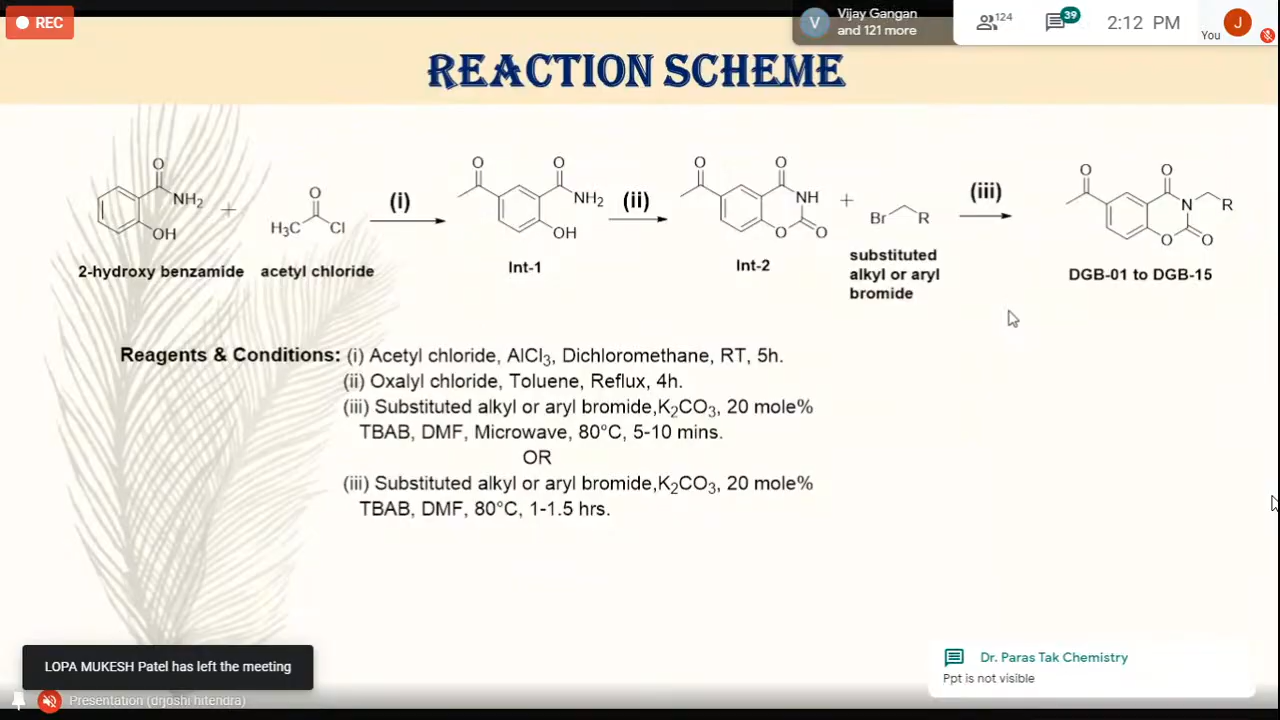 REC
V
Vijay Gangan
and 121 more
124
39
2:12 PM
You
J
REACTION SCHEME
O
NH2
OH
+
O
H3C
Cl
(i)
O
O
NH2
OH
(ii)
O
O
NH
O
O
+
Br
R
(iii)
O
O
N
R
O
O
2-hydroxy benzamide
acetyl chloride
Int-1
Int-2
substituted
alkyl or aryl
bromide
DGB-01 to DGB-15
Reagents & Conditions: (i) Acetyl chloride, AlCl3, Dichloromethane, RT, 5h.
(ii) Oxalyl chloride, Toluene, Reflux, 4h.
(iii) Substituted alkyl or aryl bromide,K2CO3, 20 mole%
TBAB, DMF, Microwave, 80°C, 5-10 mins.
OR
(iii) Substituted alkyl or aryl bromide,K2CO3, 20 mole%
TBAB, DMF, 80°C, 1-1.5 hrs.
LOPA MUKESH Patel has left the meeting
Dr. Paras Tak Chemistry
Ppt is not visible
Presentation (drjoshi hitendra)